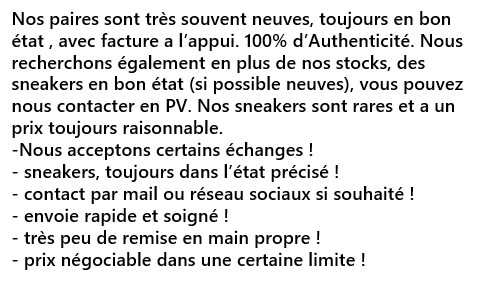 Nos paires sont très souvent neuves, toujours en bon
état , avec facture a l’appui. 100% d’Authenticité. Nous
recherchons également en plus de nos stocks, des
sneakers en bon état (si possible neuves), vous pouvez
nous contacter en PV. Nos sneakers sont rares et a un
prix toujours raisonnable.
-Nous acceptons certains échanges !
- sneakers, toujours dans l’état précisé !
- contact par mail ou réseau sociaux si souhaité !
- envoie rapide et soigné !
- très peu de remise en main propre !
- prix négociable dans une certaine limite !